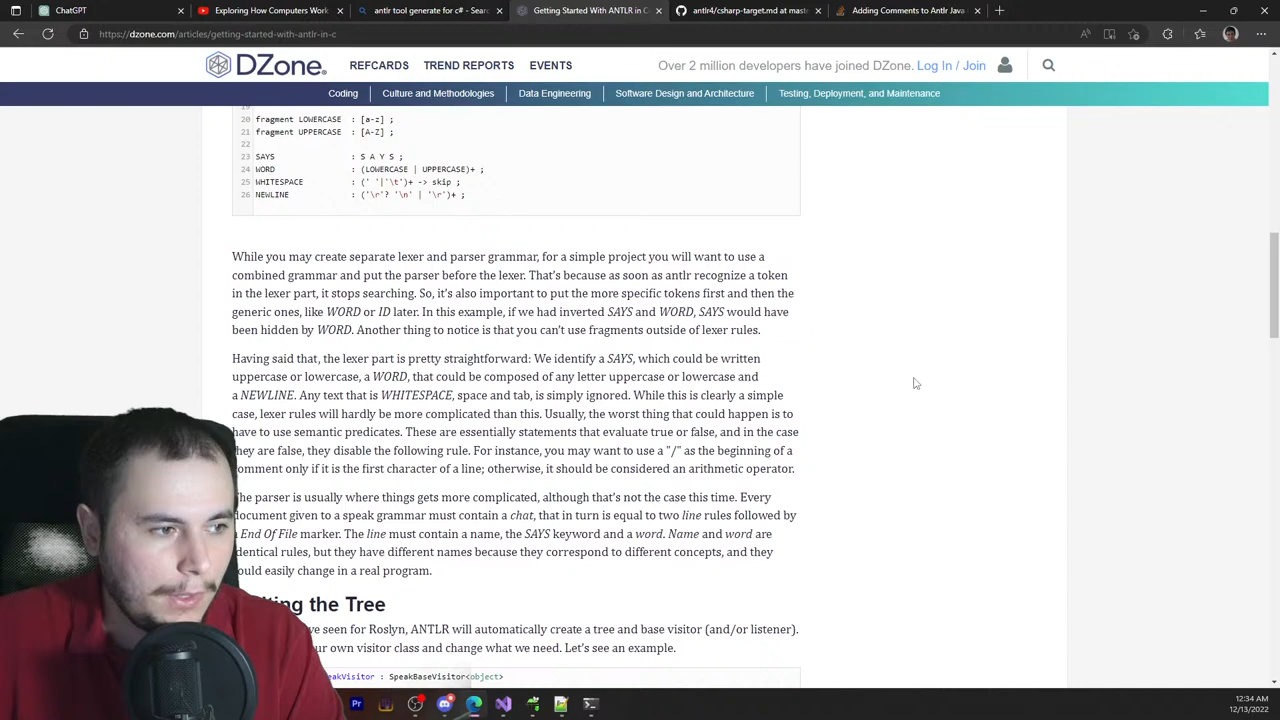 ChatGPT
Exploring How Computers Work
antlr tool generate for c# - Sear
Getting Started With ANTLR in C
antlr4/csharp-target.md at maste
Adding Comments to Antlr Java
https://dzone.com/articles/getting-started-with-antlr-in-c
DZone.
REFCARDS
TREND REPORTS
EVENTS
Over 2 million developers have joined DZone. Log In / Join
Coding
Culture and Methodologies
Data Engineering
Software Design and Architecture
Testing, Deployment, and Maintenance
19
20 fragment LOWERCASE : [a-z] ;
21 fragment UPPERCASE : [A-Z] ;
22
23 SAYS : S A Y S ;
24 WORD : (LOWERCASE | UPPERCASE)+ ;
25 WHITESPACE : (' '|'\t')+ -> skip ;
26 NEWLINE : ('\r'? '\n' | '\r')+ ;
While you may create separate lexer and parser grammar, for a simple project you will want to use a
combined grammar and put the parser before the lexer. That's because as soon as antlr recognize a token
in the lexer part, it stops searching. So, it's also important to put the more specific tokens first and then the
generic ones, like WORD or ID later. In this example, if we had inverted SAYS and WORD, SAYS would have
been hidden by WORD. Another thing to notice is that you can't use fragments outside of lexer rules.
Having said that, the lexer part is pretty straightforward: We identify a SAYS, which could be written
uppercase or lowercase, a WORD, that could be composed of any letter uppercase or lowercase and
a NEWLINE. Any text that is WHITESPACE, space and tab, is simply ignored. While this is clearly a simple
case, lexer rules will hardly be more complicated than this. Usually, the worst thing that could happen is to
have to use semantic predicates. These are essentially statements that evaluate true or false, and in the case
they are false, they disable the following rule. For instance, you may want to use a "/" as the beginning of a
comment only if it is the first character of a line; otherwise, it should be considered an arithmetic operator.
The parser is usually where things gets more complicated, although that's not the case this time. Every
document given to a speak grammar must contain a chat, that in turn is equal to two line rules followed by
End Of File marker. The line must contain a name, the SAYS keyword and a word. Name and word are
identical rules, but they have different names because they correspond to different concepts, and they
could easily change in a real program.
the Tree
seen for Roslyn, ANTLR will automatically create a tree and base visitor (and/or listener).
our own visitor class and change what we need. Let's see an example.
eakVisitor : SpeakBaseVisitor<object>
12:34 AM
12/13/2022